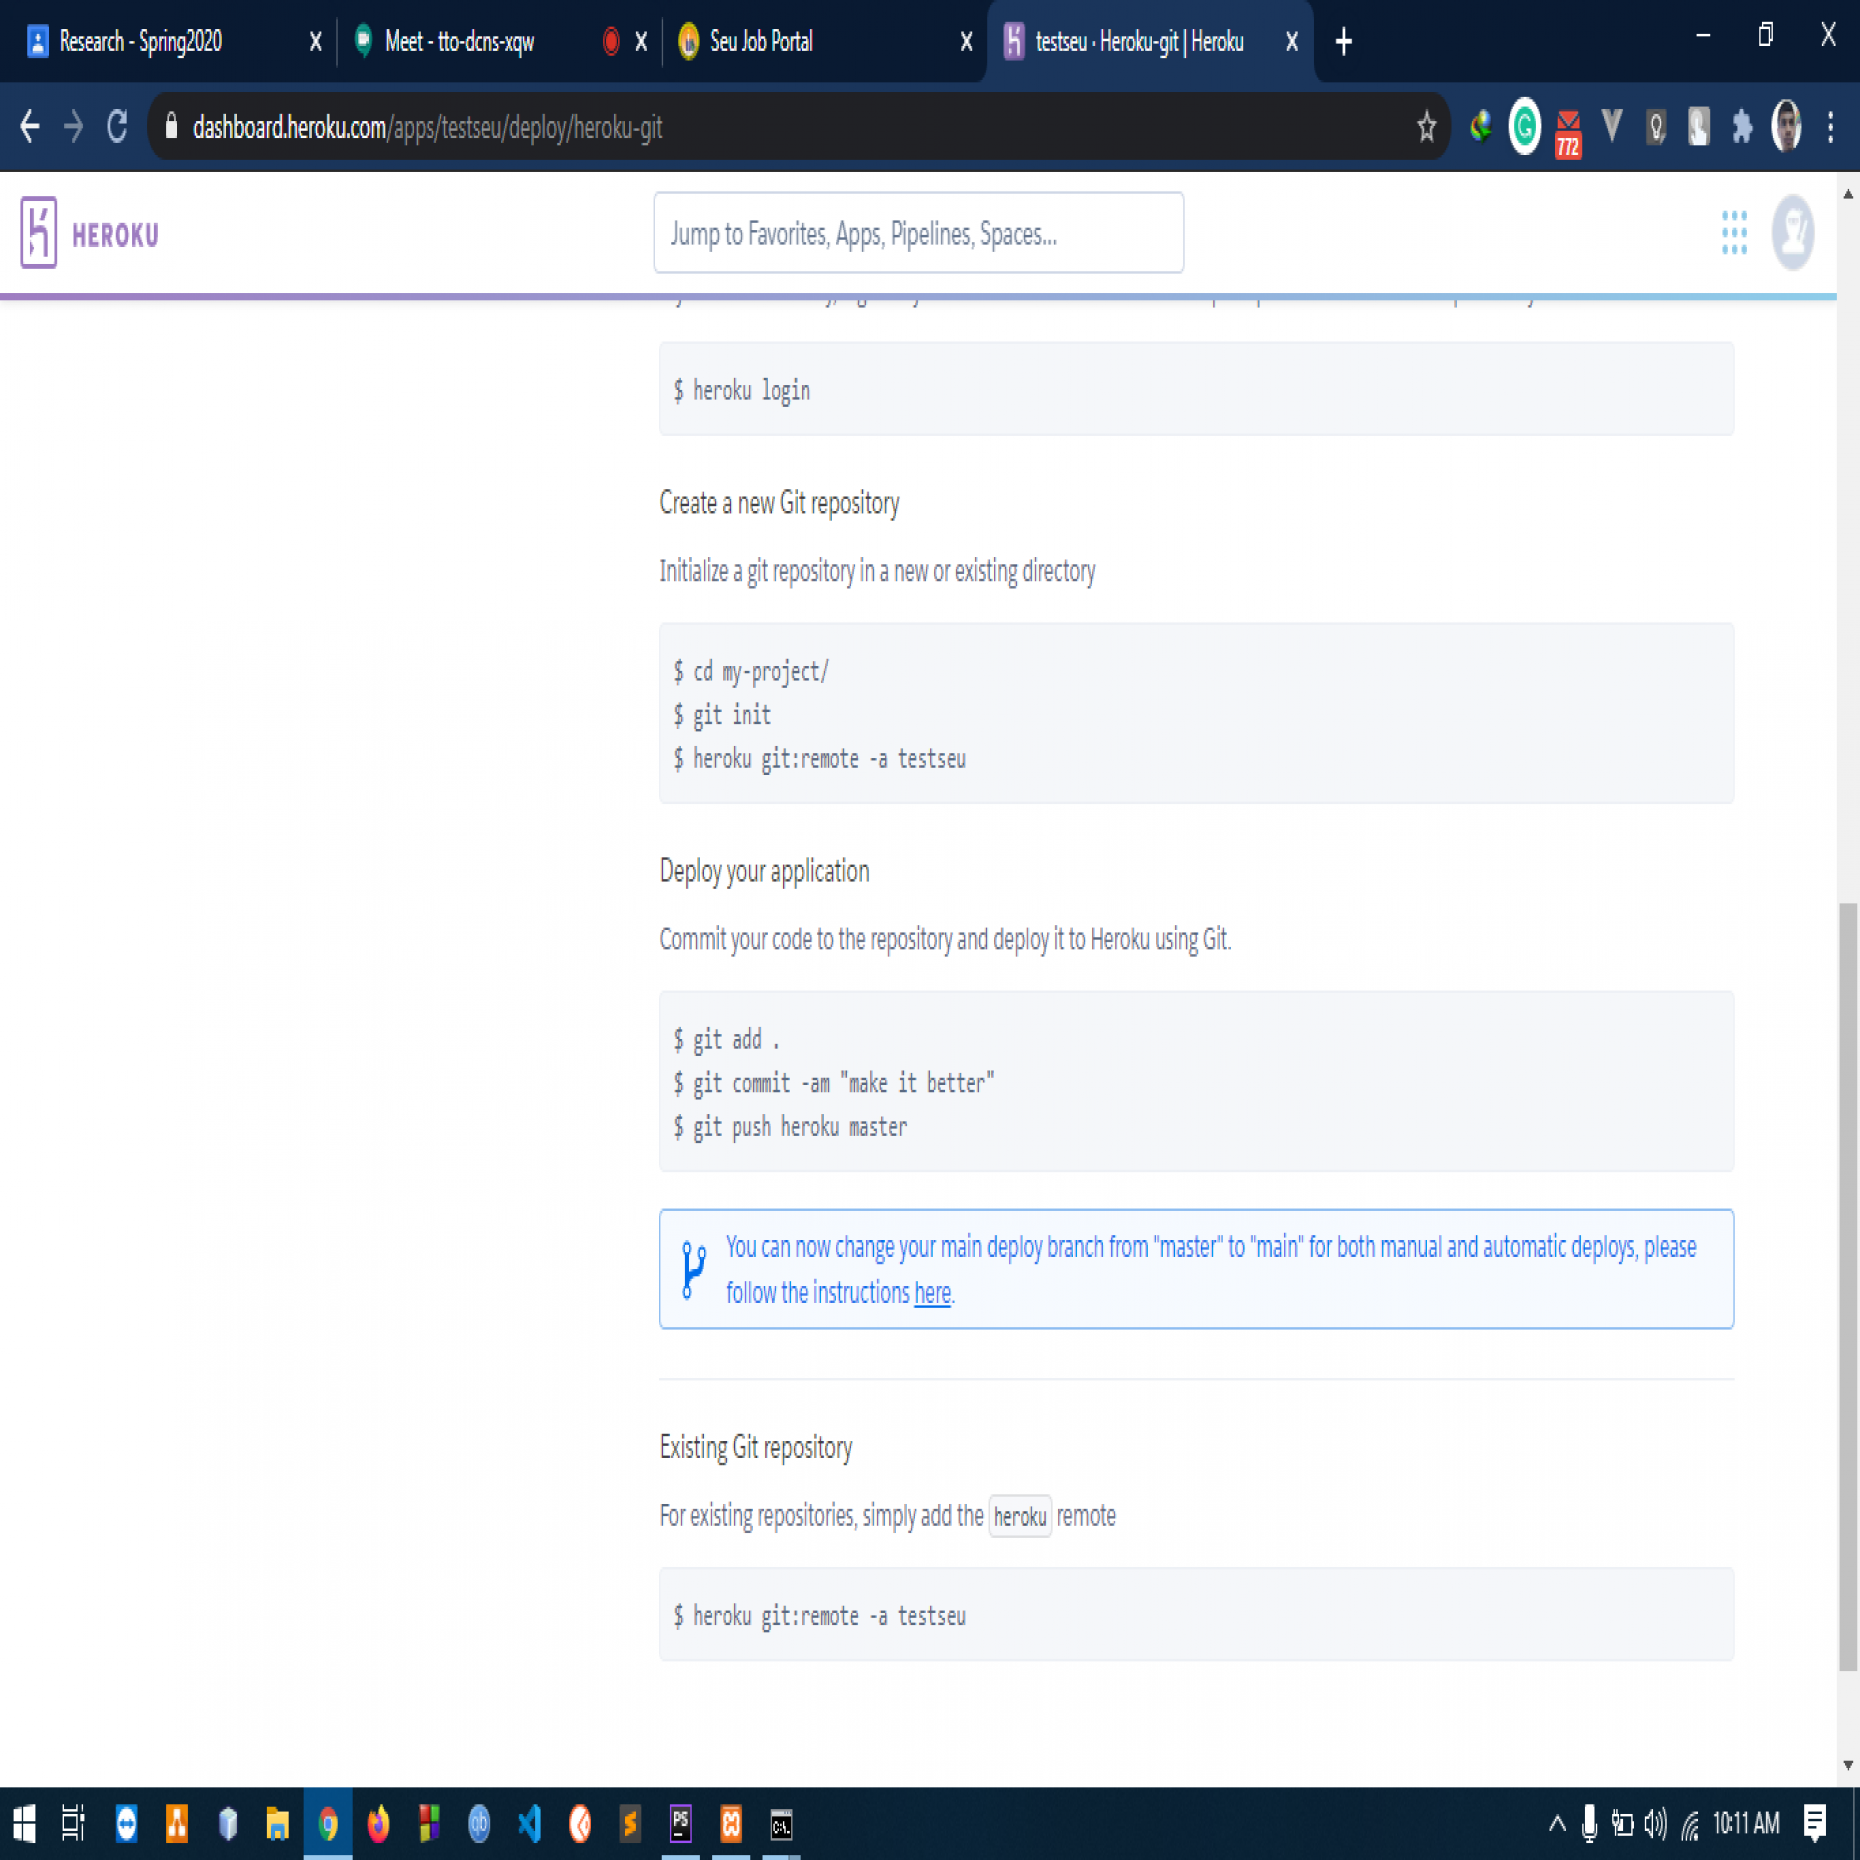 Research - Spring2020
Meet - tto-dcns-xqw
Seu Job Portal
testseu · Heroku-git | Heroku
dashboard.heroku.com/apps/testseu/deploy/heroku-git
772
HEROKU
Jump to Favorites, Apps, Pipelines, Spaces...
$ heroku login
Create a new Git repository
Initialize a git repository in a new or existing directory
$ cd my-project/
$ git init
$ heroku git:remote -a testseu
Deploy your application
Commit your code to the repository and deploy it to Heroku using Git.
$ git add .
$ git commit -am "make it better"
$ git push heroku master
You can now change your main deploy branch from "master" to "main" for both manual and automatic deploys, please
follow the instructions here.
Existing Git repository
For existing repositories, simply add the heroku remote
$ heroku git:remote -a testseu
10:11 AM